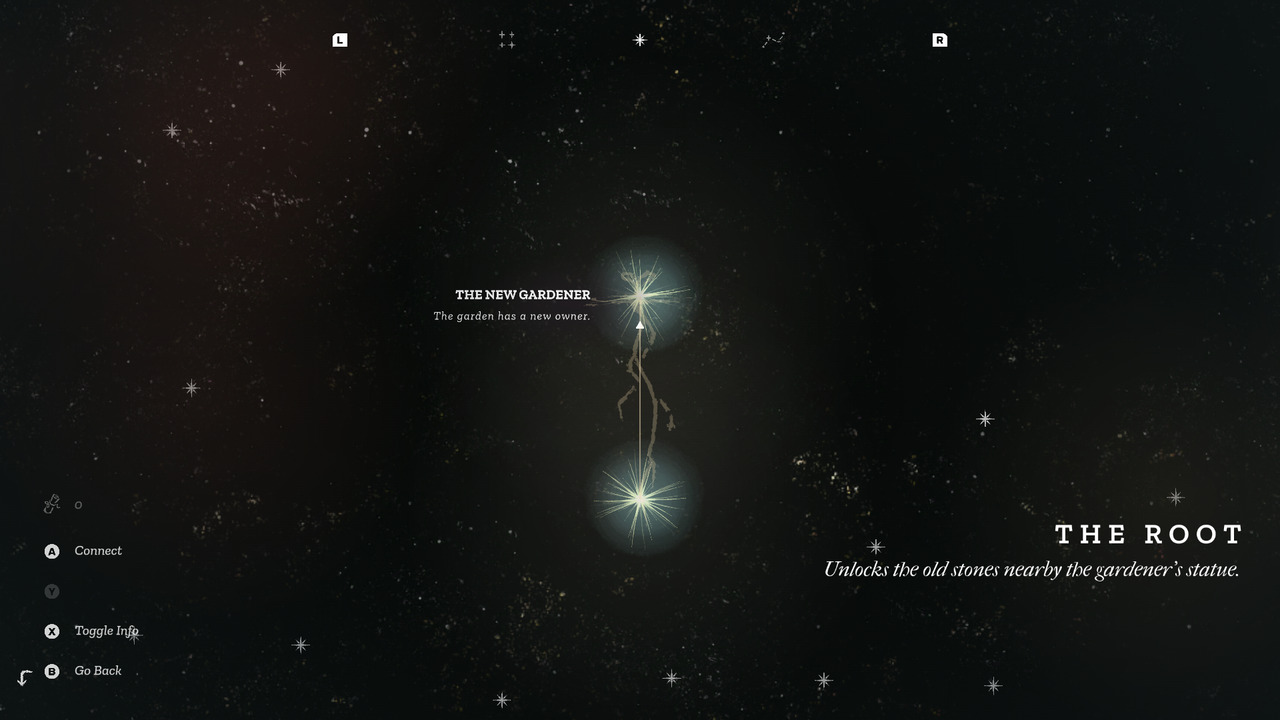 L
R
THE NEW GARDENER
The garden has a new owner.
0
A Connect
Y
X Toggle Info
B Go Back
THE ROOT
Unlocks the old stones nearby the gardener's statue.